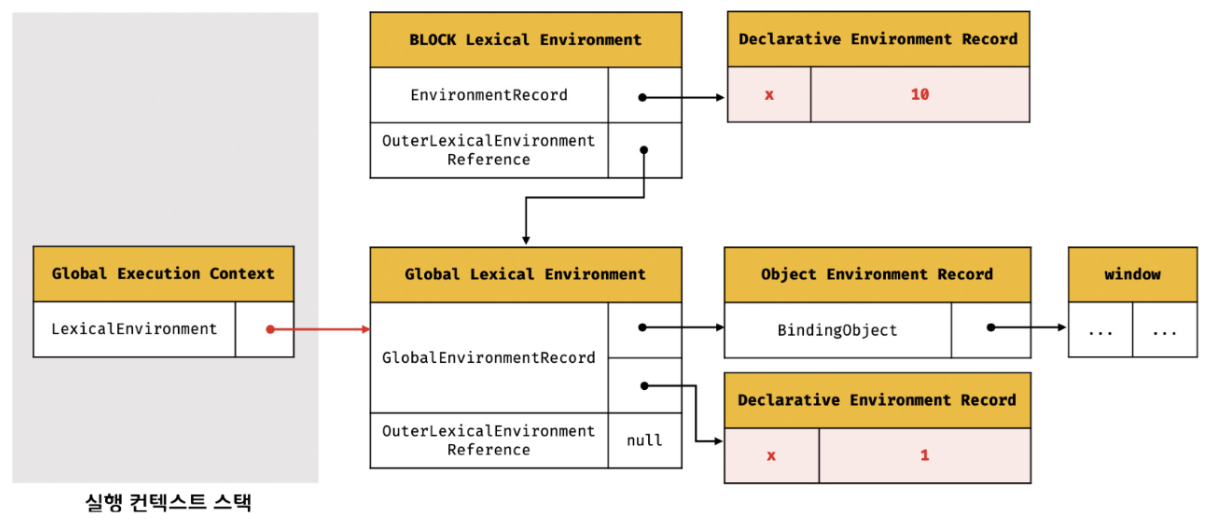 BLOCK Lexical Environment
EnvironmentRecord
OuterLexicalEnvironment
Reference
Declarative Environment Record
x 10
Global Execution Context
LexicalEnvironment
Global Lexical Environment
GlobalEnvironmentRecord
OuterLexicalEnvironment
Reference
null
Object Environment Record
BindingObject
window
... ...
Declarative Environment Record
x 1
실행 컨텍스트 스택